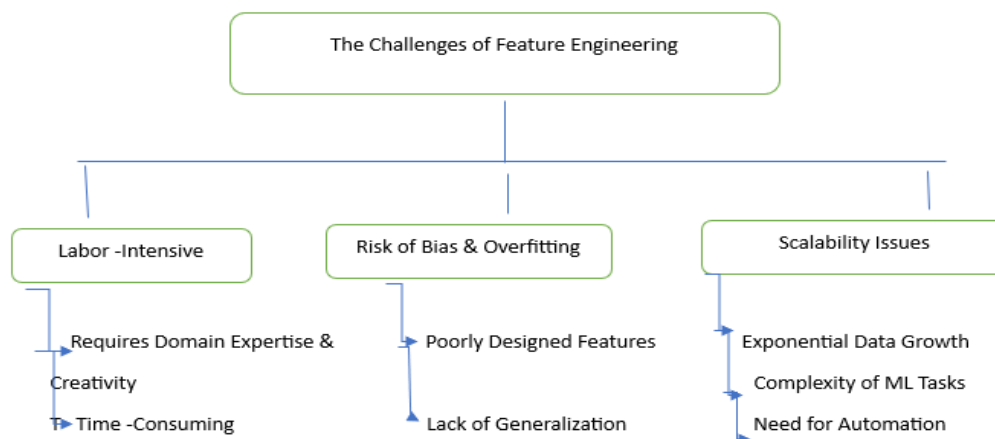 The Challenges of Feature Engineering
Labor -Intensive
Risk of Bias & Overfitting
Scalability Issues
Requires Domain Expertise &
Creativity
T- Time -Consuming
Poorly Designed Features
Lack of Generalization
Exponential Data Growth
Complexity of ML Tasks
Need for Automation